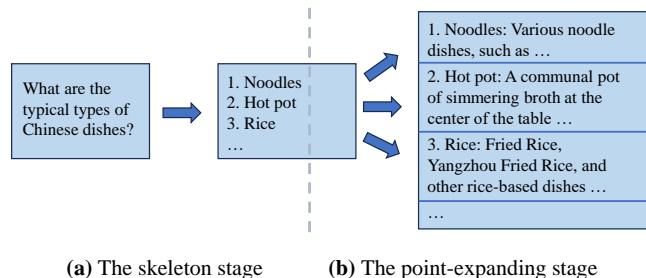 What are the
typical types of
Chinese dishes?
1. Noodles
2. Hot pot
3. Rice
…
1. Noodles: Various noodle
dishes, such as …
2. Hot pot: A communal pot
of simmering broth at the
center of the table …
3. Rice: Fried Rice,
Yangzhou Fried Rice, and
other rice-based dishes …
…
(a) The skeleton stage
(b) The point-expanding stage